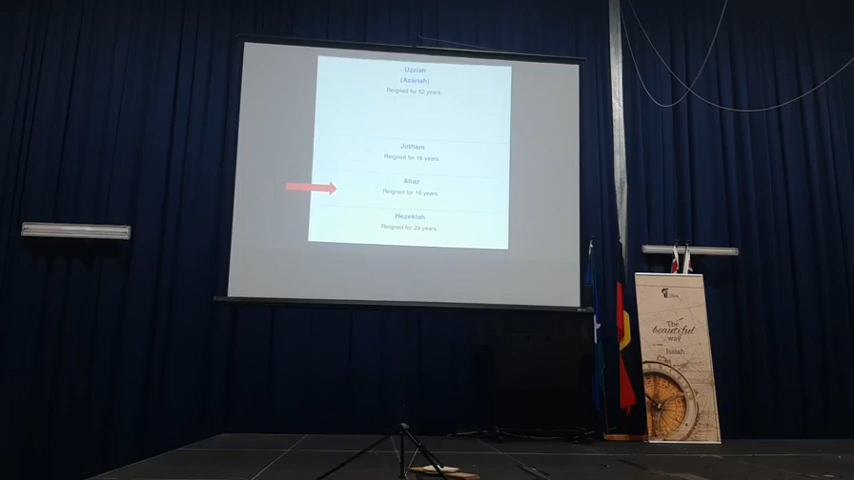 Uzziah
(Azariah)
Reigned for 52 years
Jotham
Reigned for 16 years
Ahaz
Reigned for 16 years
Hezekiah
Reigned for 29 years
The
beautiful
way
Isaiah